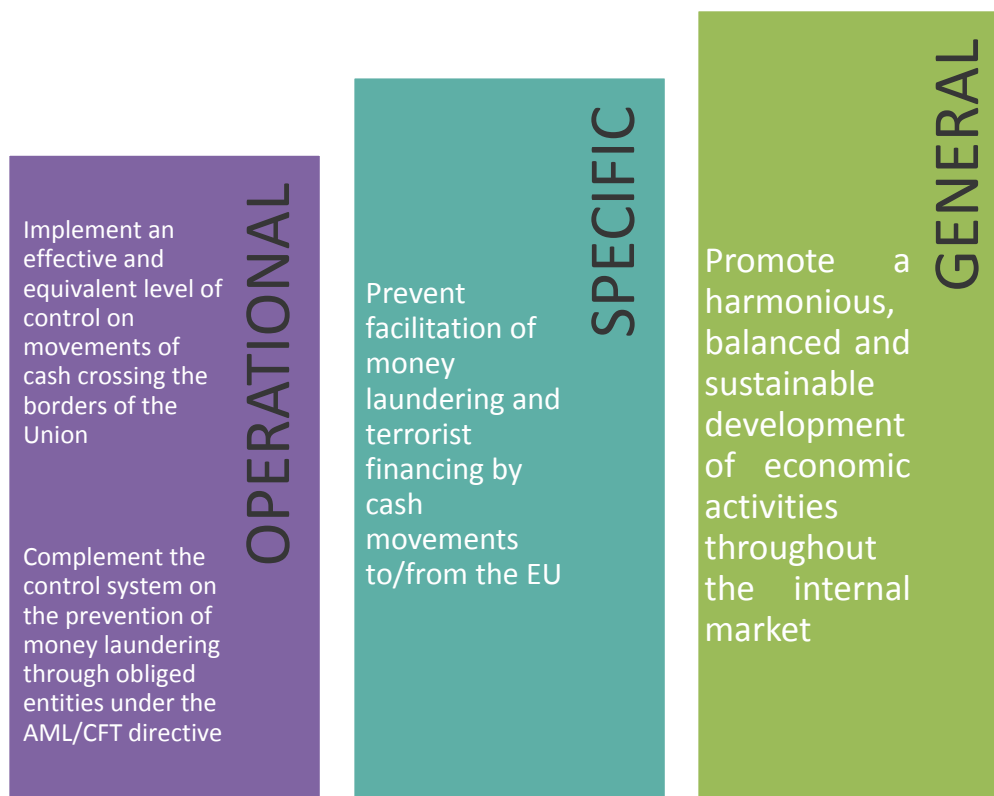 Implement an
effective and
equivalent level of
control on
movements of
cash crossing the
borders of the
Union
Complement the
control system on
the prevention of
money laundering
through obliged
entities under the
AML/CFT directive
OPERATIONAL
Prevent
facilitation of
money
laundering and
terrorist
financing by
cash
movements
to/from the EU
SPECIFIC
Promote a
harmonious,
balanced and
sustainable
development
of economic
activities
throughout
the internal
market
GENERAL